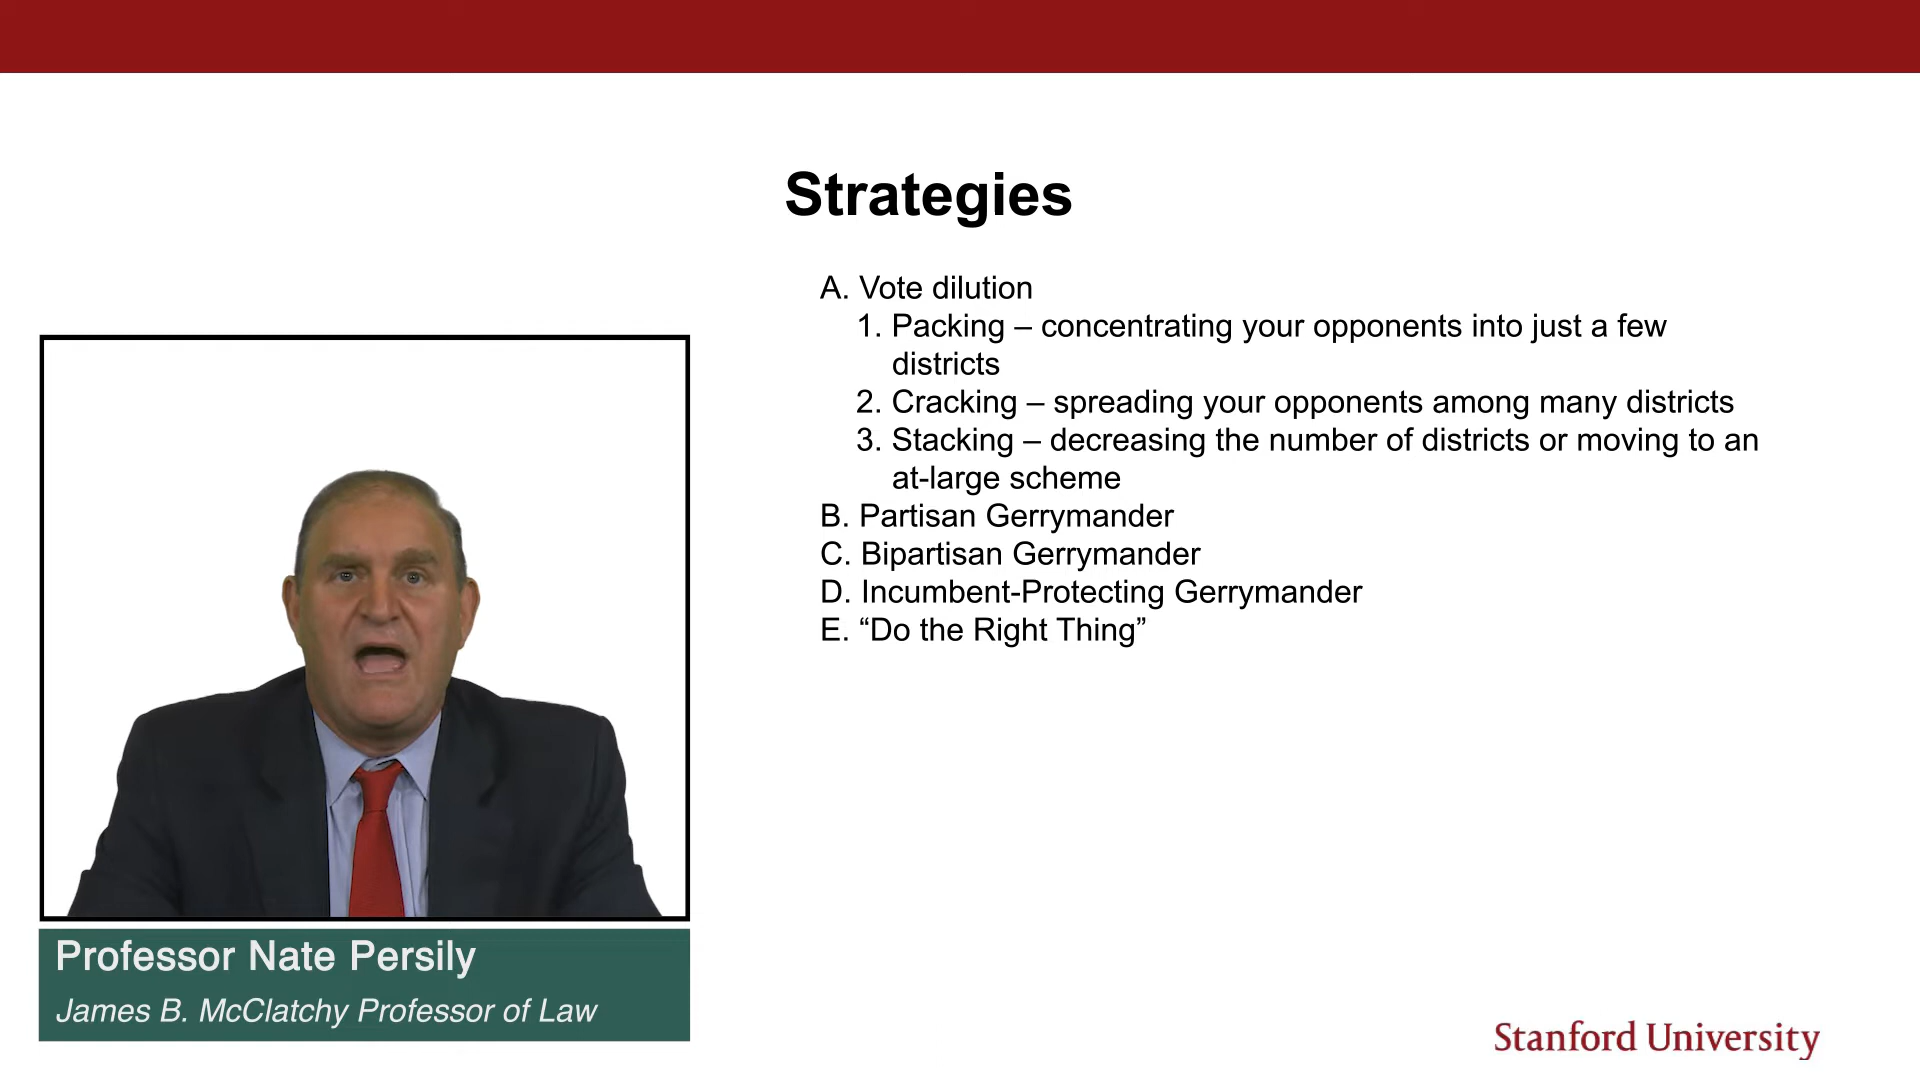 Strategies
A. Vote dilution
1. Packing – concentrating your opponents into just a few
districts
2. Cracking – spreading your opponents among many districts
3. Stacking – decreasing the number of districts or moving to an
at-large scheme
B. Partisan Gerrymander
C. Bipartisan Gerrymander
D. Incumbent-Protecting Gerrymander
E. “Do the Right Thing”
Professor Nate Persily
James B. McClatchy Professor of Law
Stanford University